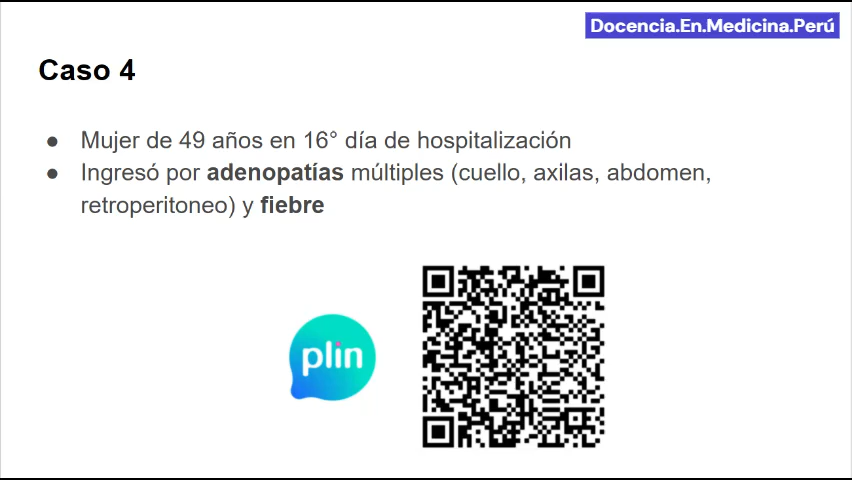 Docencia.En.Medicina.Perú
Caso 4
● Mujer de 49 años en 16° día de hospitalización
● Ingresó por adenopatías múltiples (cuello, axilas, abdomen,
retroperitoneo) y fiebre
plin